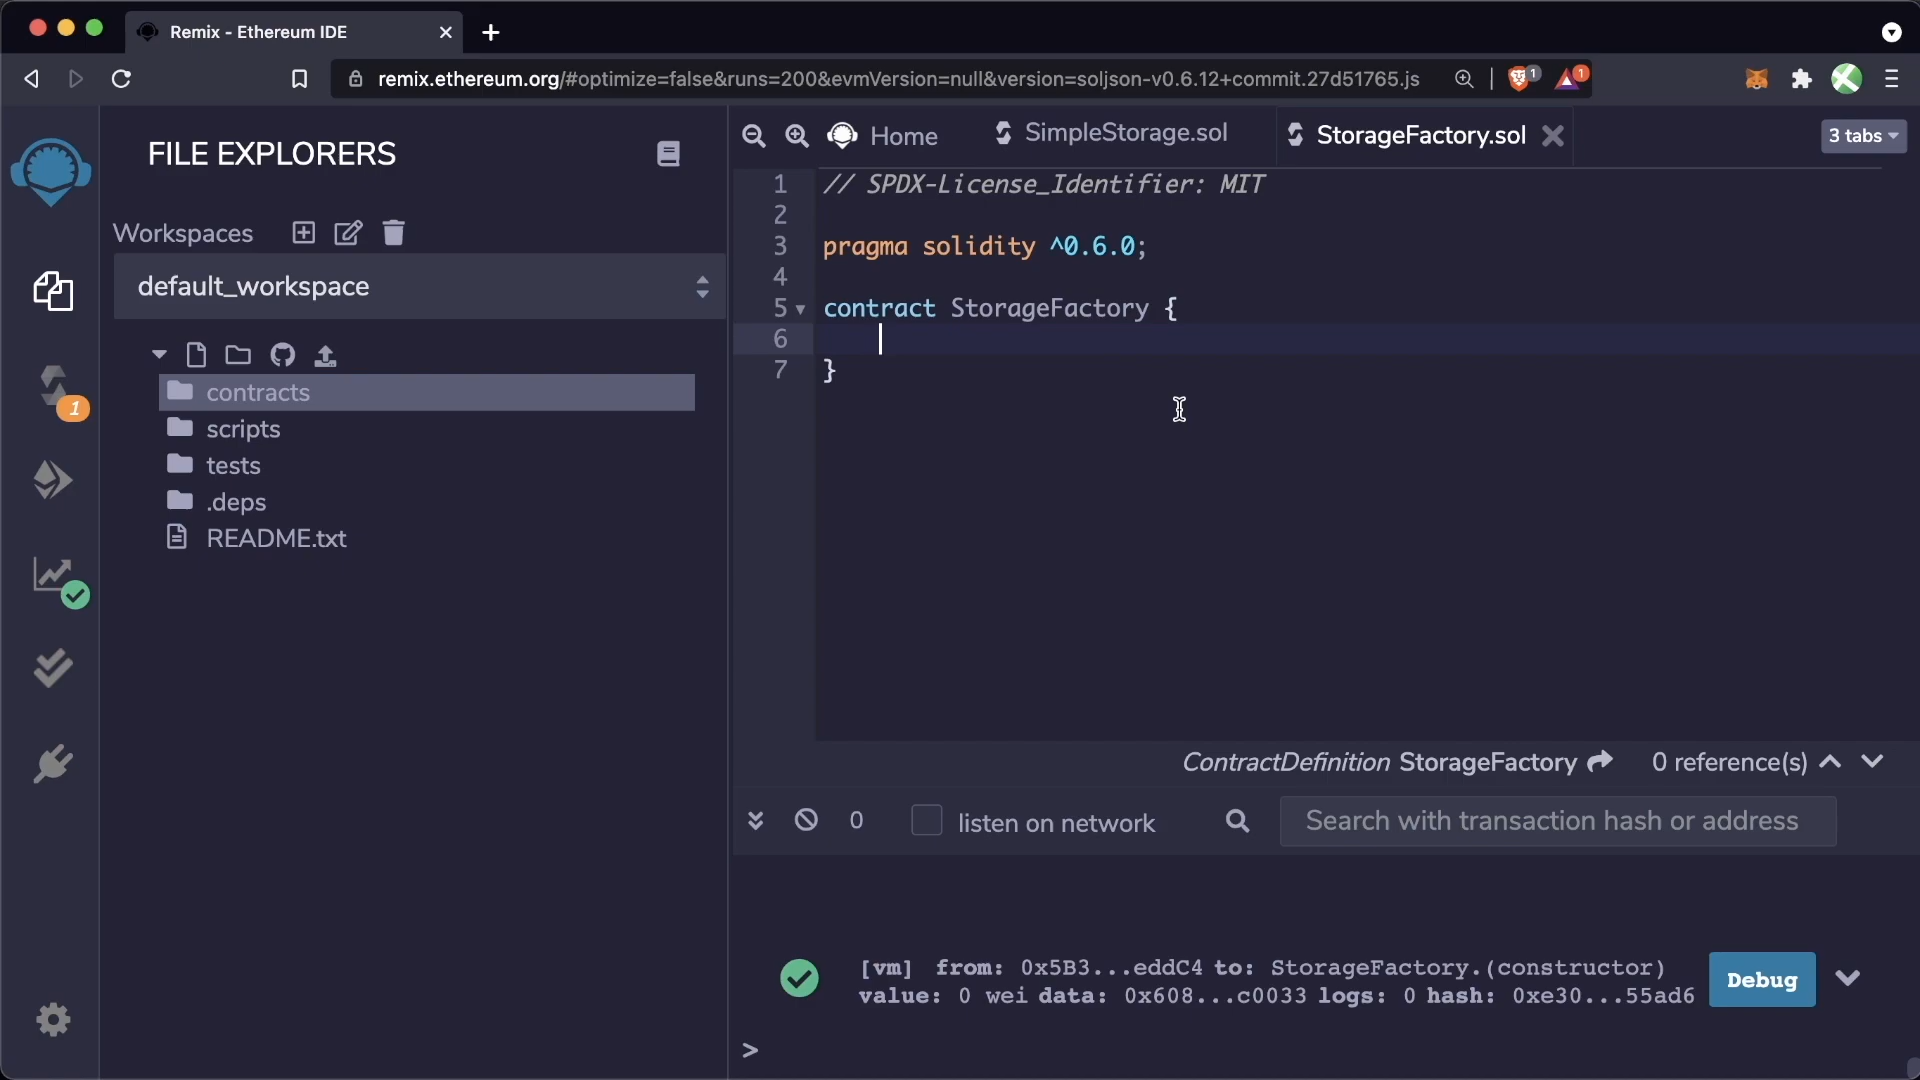 Remix - Ethereum IDE
remix.ethereum.org/#optimize=false&runs=200&evmVersion=null&version=soljson-v0.6.12+commit.27d51765.js
1
1
FILE EXPLORERS
Workspaces
default_workspace
contracts
scripts
tests
.deps
README.txt
1
Home
SimpleStorage.sol
StorageFactory.sol
3 tabs
1 // SPDX-License_Identifier: MIT
2
3 pragma solidity ^0.6.0;
4
5 contract StorageFactory {
6
7 }
ContractDefinition StorageFactory
0 reference(s)
0
listen on network
Search with transaction hash or address
[vm] from: 0x5B3...eddC4 to: StorageFactory.(constructor)
value: 0 wei data: 0x608...c0033 logs: 0 hash: 0xe30...55ad6
Debug
>